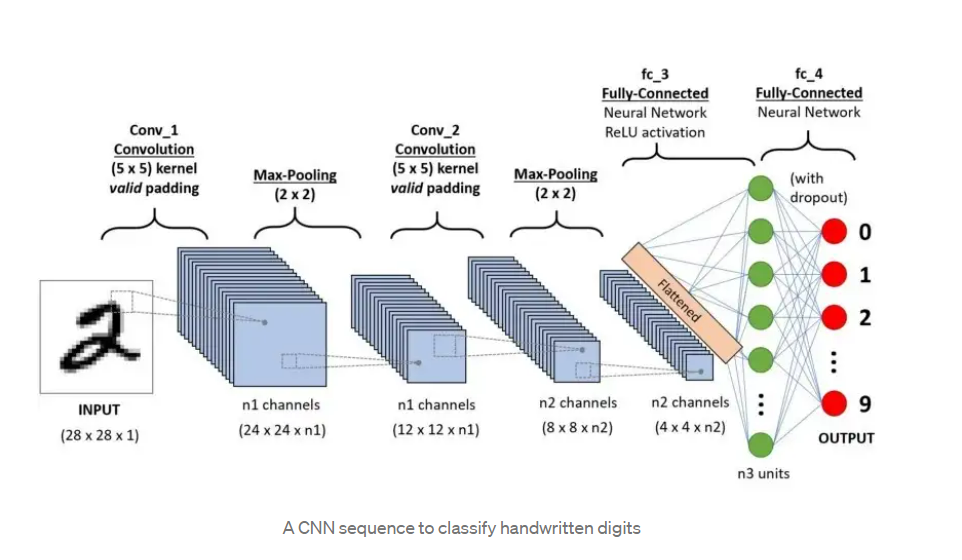 fc_3
Fully-Connected
Neural Network
ReLU activation
fc_4
Fully-Connected
Neural Network
Conv_1
Convolution
(5 x 5) kernel
valid padding
Max-Pooling
(2 x 2)
Conv_2
Convolution
(5 x 5) kernel
valid padding
Max-Pooling
(2 x 2)
(with
dropout)
Flattened
0
1
2
9
INPUT
(28 x 28 x 1)
n1 channels
(24 x 24 x n1)
n1 channels
(12 x 12 x n1)
n2 channels
(8 x 8 x n2)
n2 channels
(4 x 4 x n2)
n3 units
OUTPUT
2
A CNN sequence to classify handwritten digits